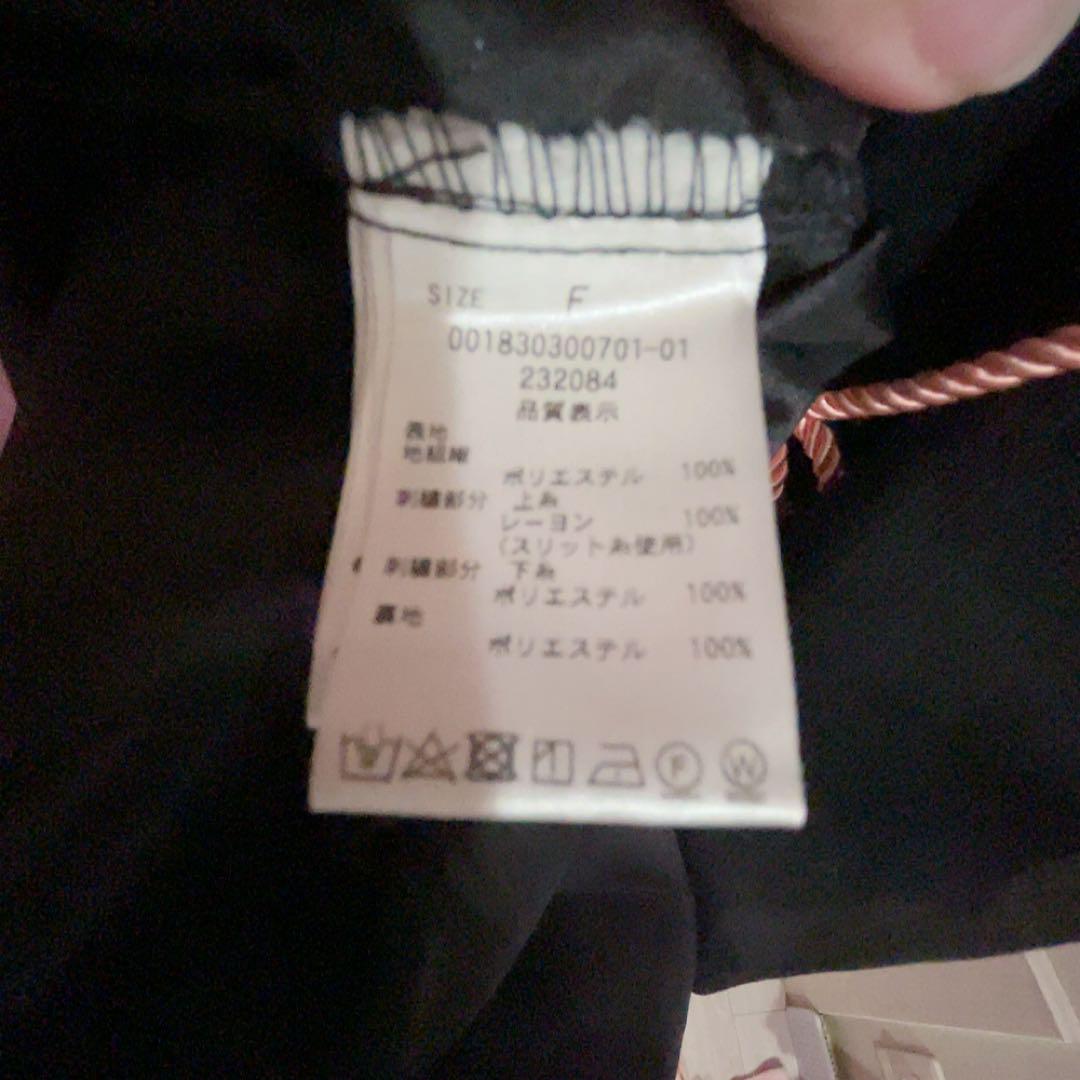 SIZE F
001830300701-01
232084
品質表示
表地
地組織
ポリエステル 100%
刺繍部分 上糸
レーヨン 100%
(スリット糸使用)
刺繍部分 下糸
ポリエステル 100%
裏地
ポリエステル 100%
F W